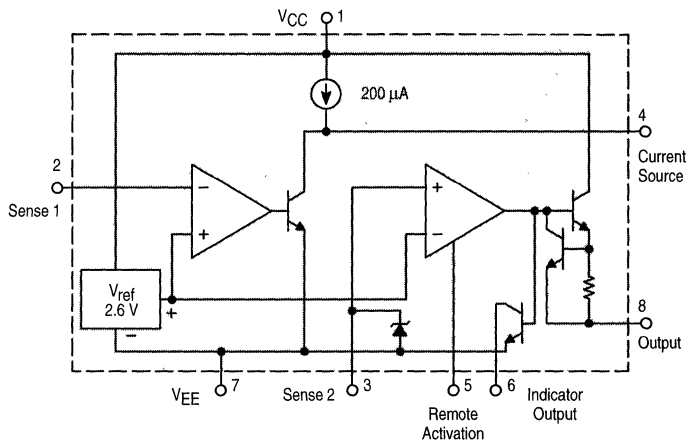 VCC 1
200 μA
4
Current
Source
2
Sense 1
−
+
+
−
Vref
2.6 V
+
−
8
Output
VEE 7
Sense 2 3
5
Remote
Activation
6
Indicator
Output